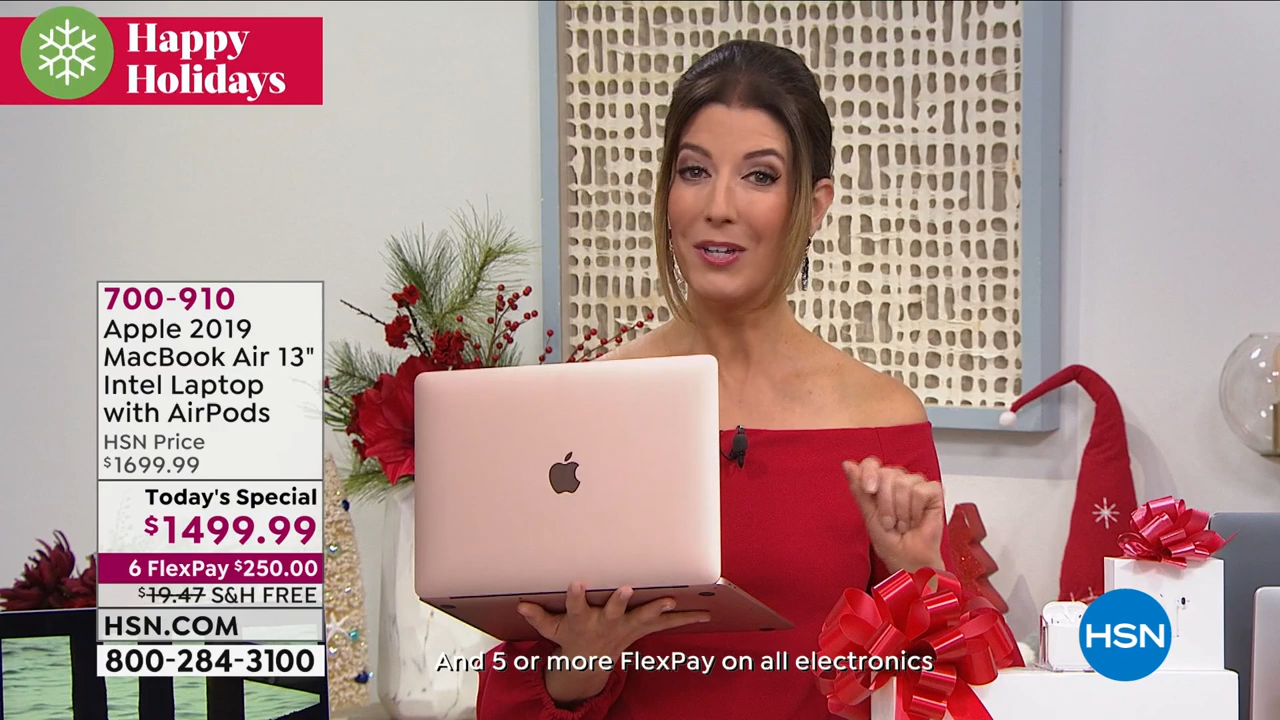 Happy
Holidays
700-910
Apple 2019
MacBook Air 13"
Intel Laptop
with AirPods
HSN Price
$1699.99
Today's Special
$1499.99
6 FlexPay $250.00
$19.47 S&H FREE
HSN.COM
800-284-3100
And 5 or more FlexPay on all electronics
HSN